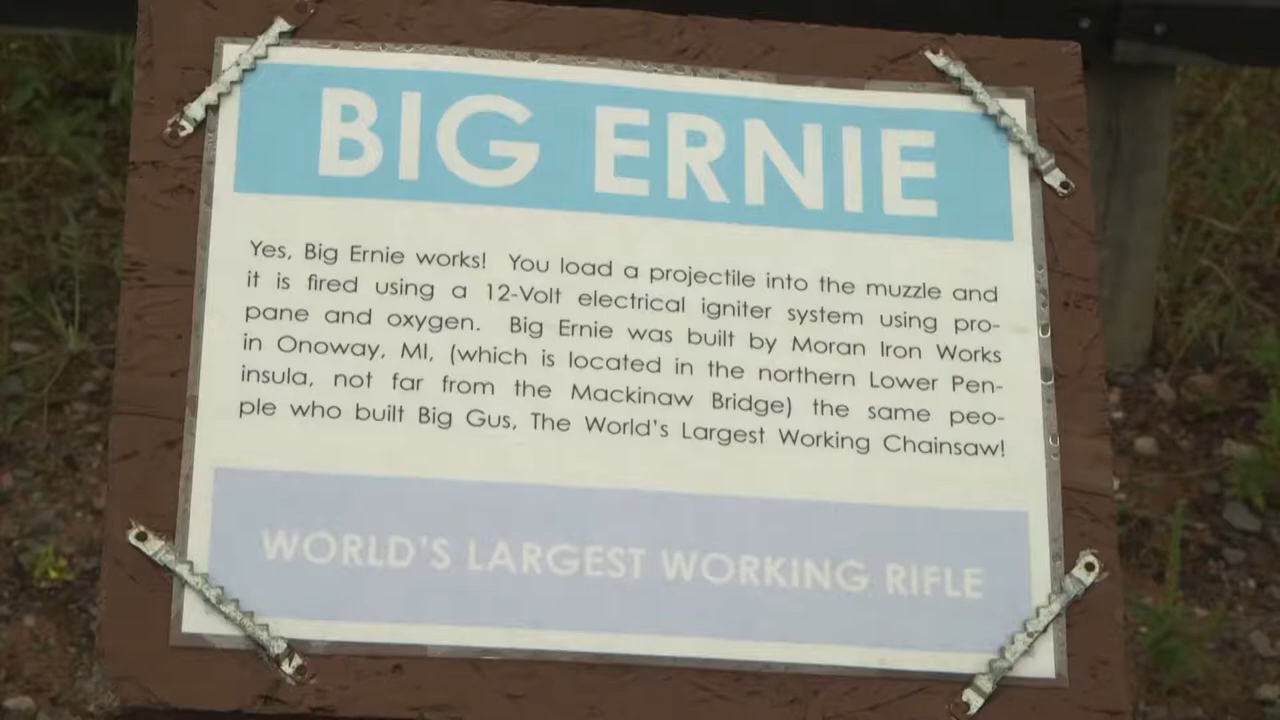 BIG ERNIE
Yes, Big Ernie works! You load a projectile into the muzzle and
it is fired using a 12-Volt electrical igniter system using pro-
pane and oxygen. Big Ernie was built by Moran Iron Works
in Onoway, MI, (which is located in the northern Lower Pen-
insula, not far from the Mackinaw Bridge) the same peo-
ple who built Big Gus, The World's Largest Working Chainsaw!
WORLD'S LARGEST WORKING RIFLE